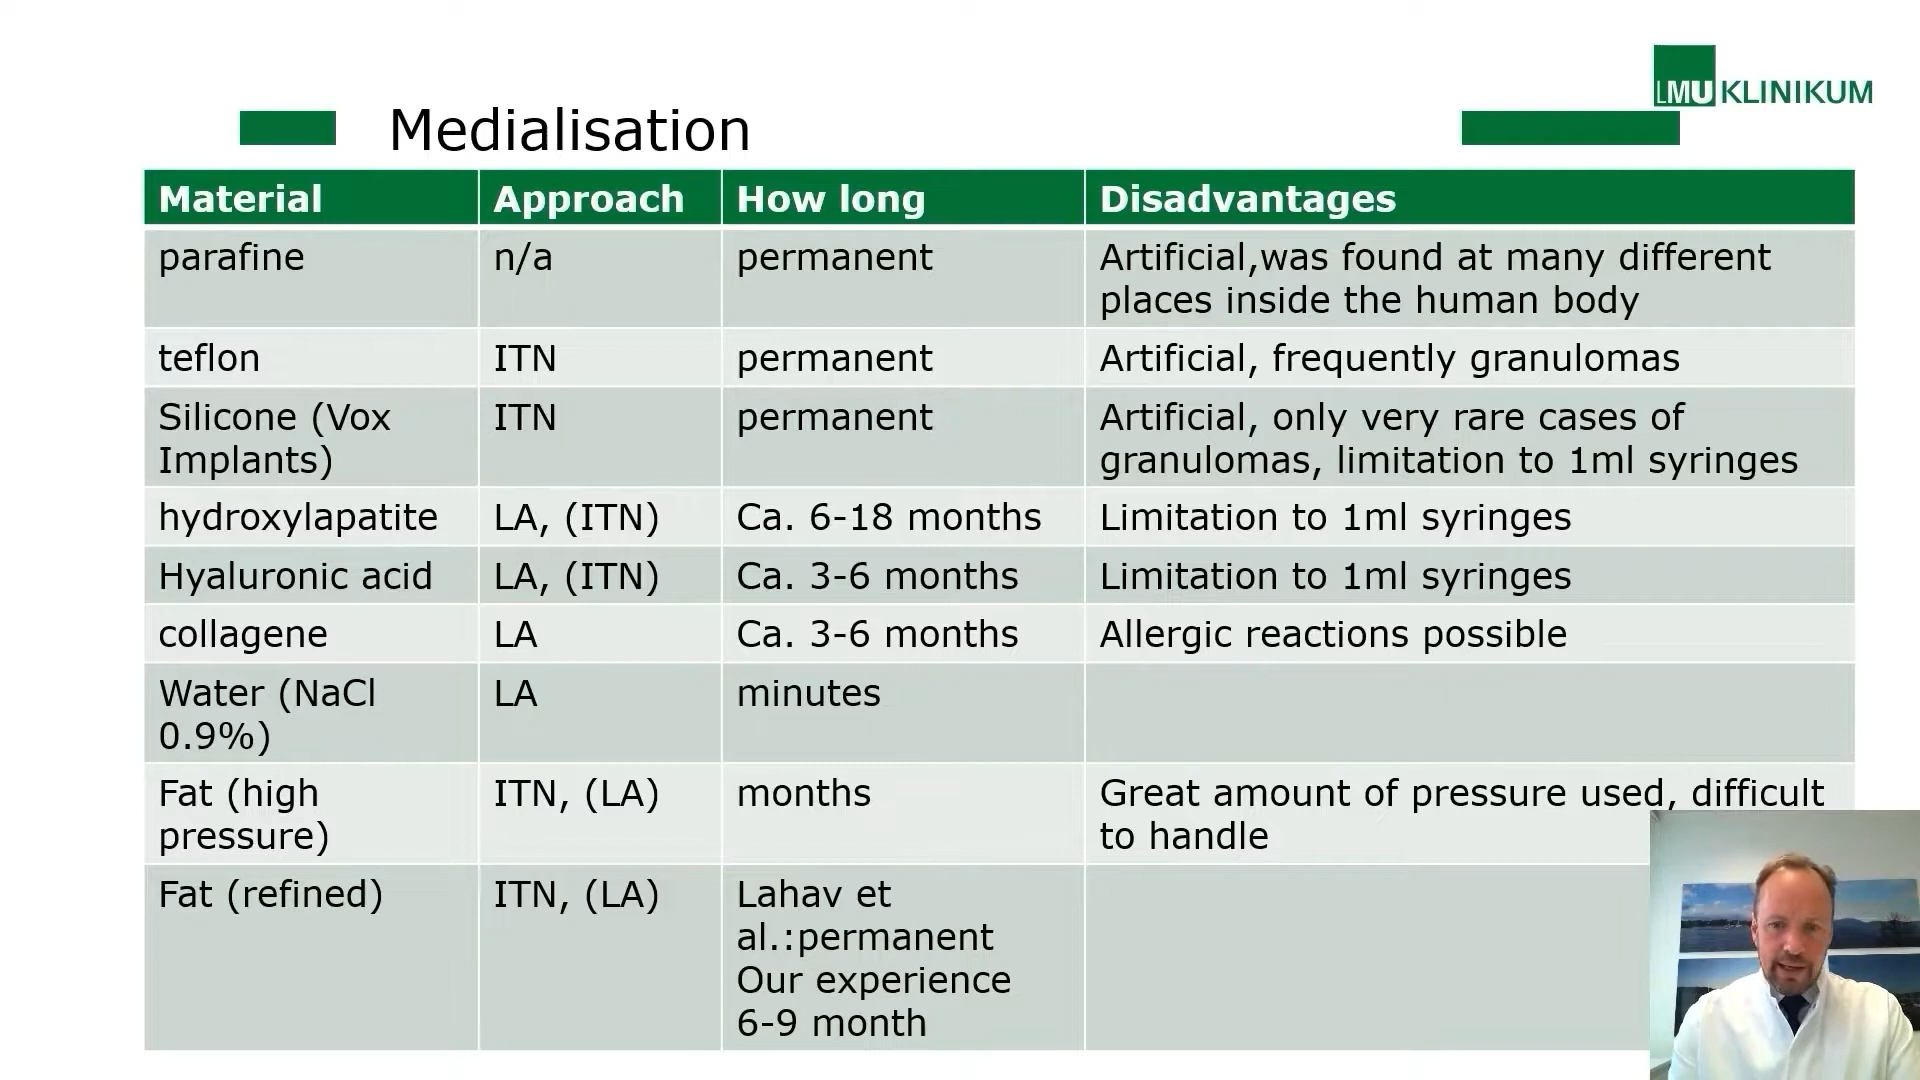 LMU KLINIKUM
Medialisation
Material Approach How long Disadvantages
parafine n/a permanent Artificial,was found at many different
places inside the human body
teflon ITN permanent Artificial, frequently granulomas
Silicone (Vox ITN permanent Artificial, only very rare cases of
Implants) granulomas, limitation to 1ml syringes
hydroxylapatite LA, (ITN) Ca. 6-18 months Limitation to 1ml syringes
Hyaluronic acid LA, (ITN) Ca. 3-6 months Limitation to 1ml syringes
collagene LA Ca. 3-6 months Allergic reactions possible
Water (NaCl LA minutes
0.9%)
Fat (high ITN, (LA) months Great amount of pressure used, difficult
pressure) to handle
Fat (refined) ITN, (LA) Lahav et
al.:permanent
Our experience
6-9 month